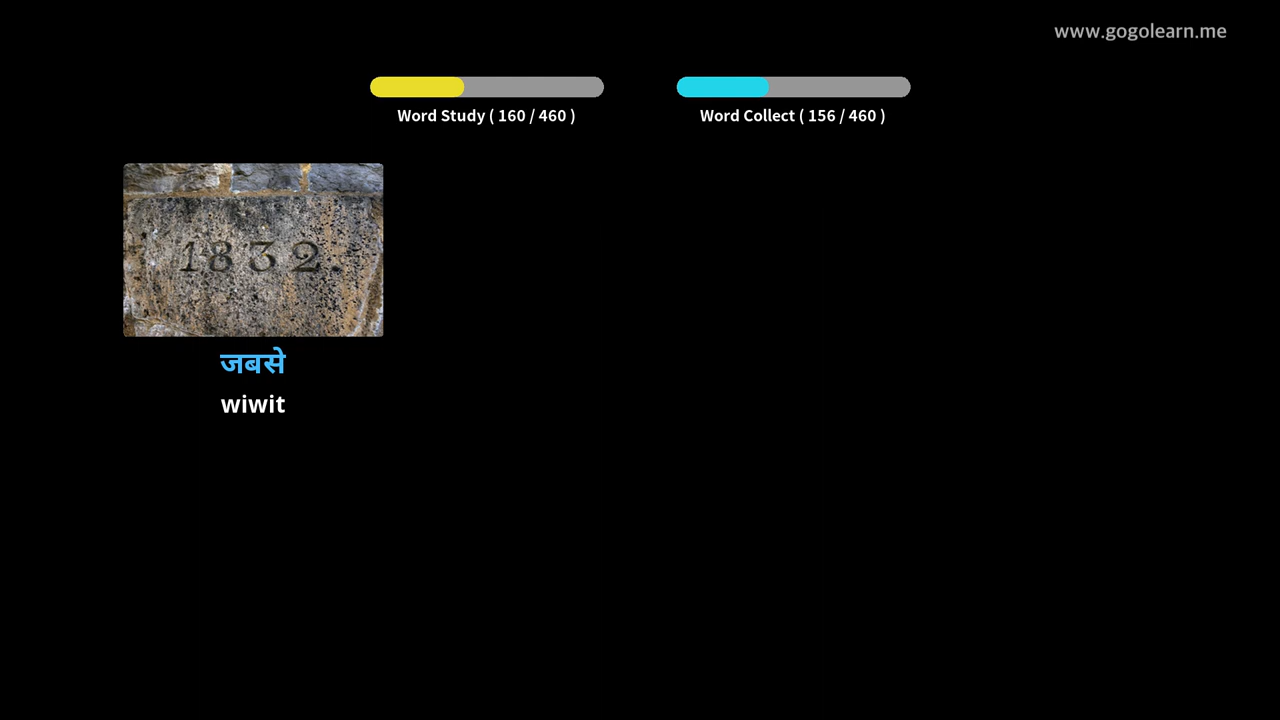 www.gogolearn.me
Word Study ( 160 / 460 )
Word Collect ( 156 / 460 )
1832.
जबसे
wiwit